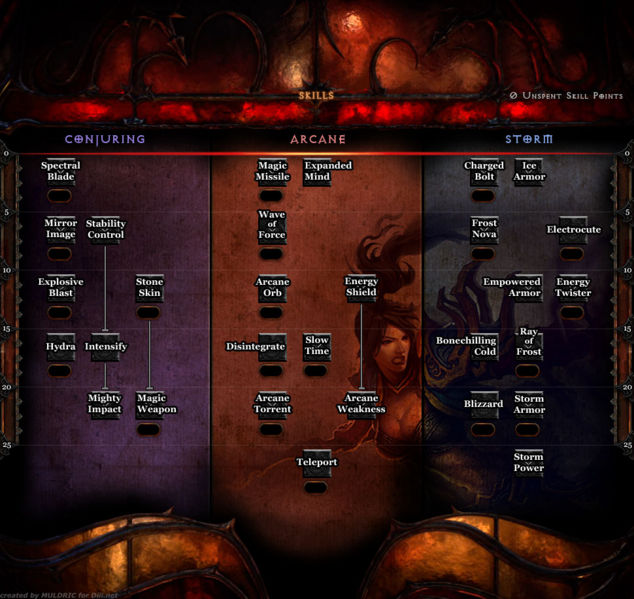 SKILLS
0 Unspent Skill Points
CONJURING
ARCANE
STORM
0
0
Spectral
Blade
Magic
Missile
Expanded
Mind
Charged
Bolt
Ice
Armor
5
5
Mirror
Image
Stability
Control
Wave
of
Force
Frost
Nova
Electrocute
10
10
Explosive
Blast
Stone
Skin
Arcane
Orb
Energy
Shield
Empowered
Armor
Energy
Twister
15
15
Hydra
Intensify
Disintegrate
Slow
Time
Bonechilling
Cold
Ray
of
Frost
20
20
Mighty
Impact
Magic
Weapon
Arcane
Torrent
Arcane
Weakness
Blizzard
Storm
Armor
25
25
Teleport
Storm
Power
created by MULDRIC for Diii.net